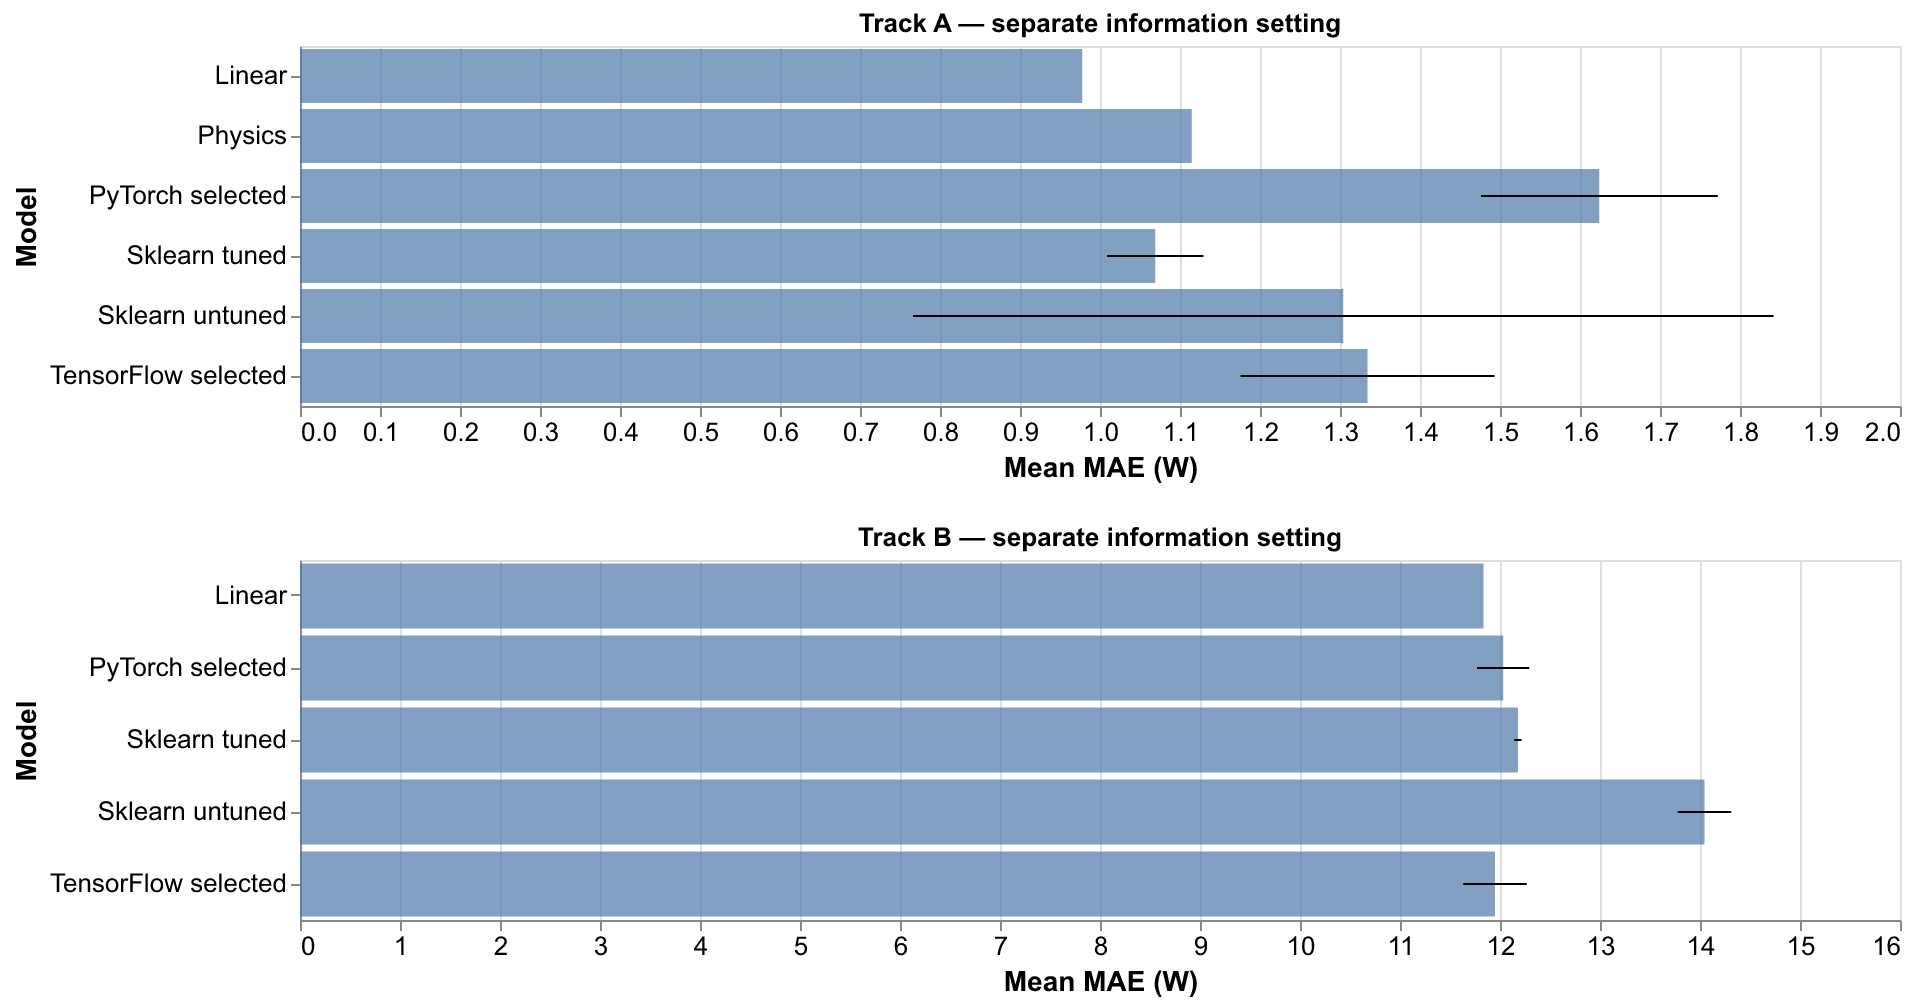 Track A — separate information setting
Model
Linear
Physics
PyTorch selected
Sklearn tuned
Sklearn untuned
TensorFlow selected
0.0 0.1 0.2 0.3 0.4 0.5 0.6 0.7 0.8 0.9 1.0 1.1 1.2 1.3 1.4 1.5 1.6 1.7 1.8 1.9 2.0
Mean MAE (W)
Track B — separate information setting
Model
Linear
PyTorch selected
Sklearn tuned
Sklearn untuned
TensorFlow selected
0 1 2 3 4 5 6 7 8 9 10 11 12 13 14 15 16
Mean MAE (W)